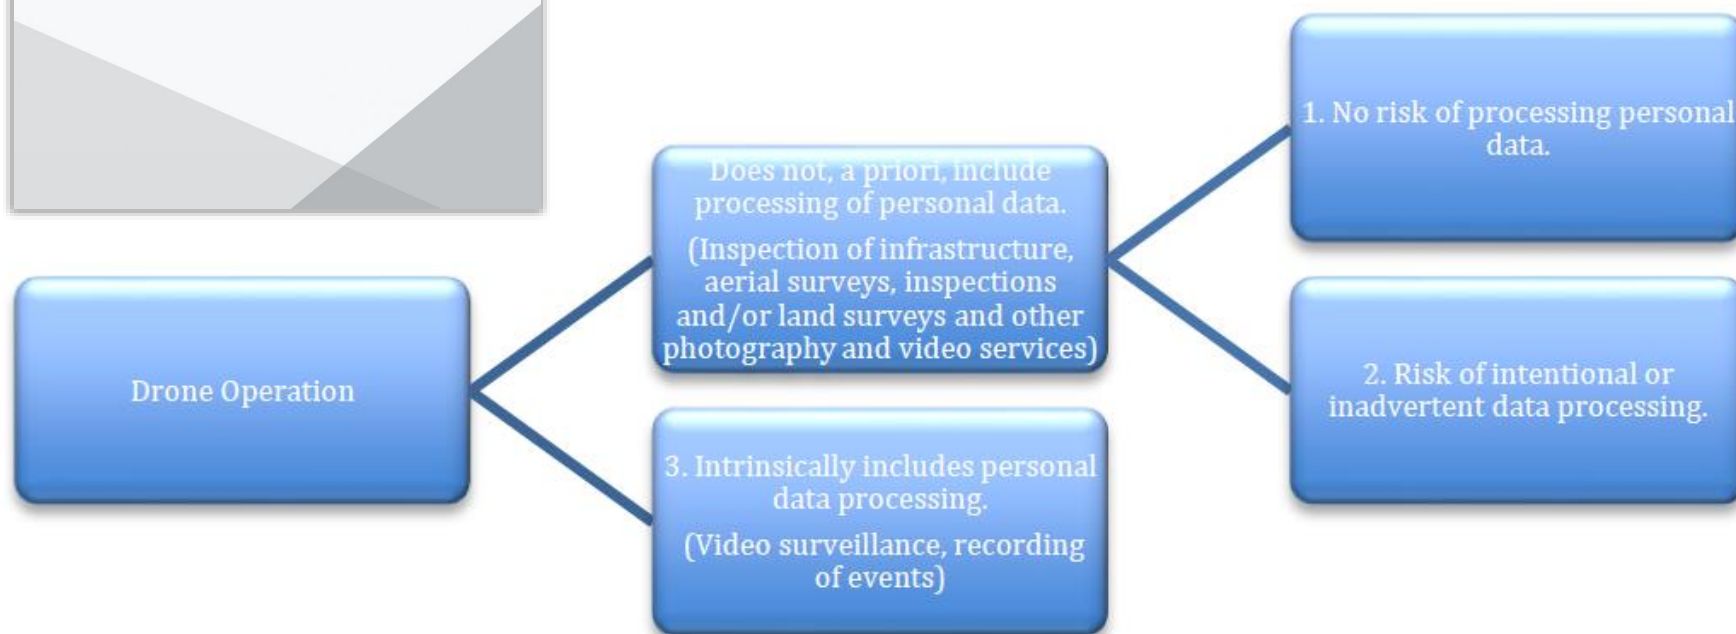 Drone Operation
Does not, a priori, include
processing of personal data.
(Inspection of infrastructure,
aerial surveys, inspections
and/or land surveys and other
photography and video services)
3. Intrinsically includes personal
data processing.
(Video surveillance, recording
of events)
1. No risk of processing personal
data.
2. Risk of intentional or
inadvertent data processing.